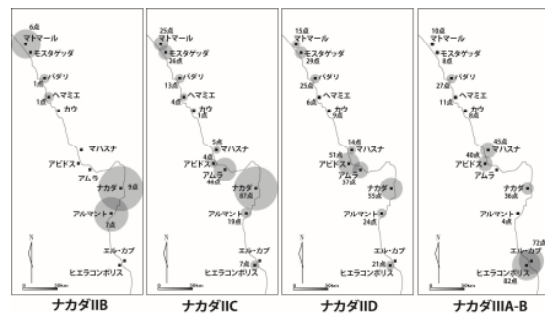 6点
マトマール
モスタゲッダ
バダリ
1点
ヘマミエ
1点
カウ
マハスナ
アビドス
アムラ
ナカダ
9点
アルマント
7点
エル・カブ
ヒエラコンポリス
N
0 50km
ナカダIIB
25点
マトマール
モスタゲッダ
26点
バダリ
13点
ヘマミエ
4点
カウ
1点
5点
マハスナ
4点
アビドス
アムラ
44点
ナカダ
87点
アルマント
19点
エル・カブ
7点
ヒエラコンポリス
N
0 50km
ナカダIIC
15点
マトマール
モスタゲッダ
29点
バダリ
25点
ヘマミエ
6点
カウ
9点
14点
マハスナ
51点
アビドス
アムラ
37点
ナカダ
55点
アルマント
24点
エル・カブ
21点
ヒエラコンポリス
N
0 50km
ナカダIID
10点
マトマール
モスタゲッダ
8点
バダリ
27点
ヘマミエ
11点
カウ
8点
45点
マハスナ
40点
アビドス
アムラ
ナカダ
36点
アルマント
4点
72点
エル・カブ
ヒエラコンポリス
82点
N
0 50km
ナカダIIIA-B